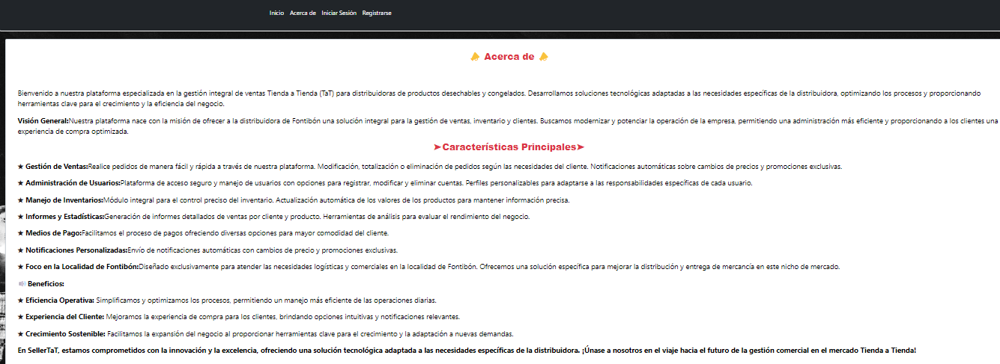 Inicio Acerca de Iniciar Sesión Registrarse
Acerca de
Bienvenido a nuestra plataforma especializada en la gestión integral de ventas Tienda a Tienda (TaT) para distribuidoras de productos desechables y congelados. Desarrollamos soluciones tecnológicas adaptadas a las necesidades específicas de la distribuidora, optimizando los procesos y proporcionando
herramientas clave para el crecimiento y la eficiencia del negocio.
Visión General:Nuestra plataforma nace con la misión de ofrecer a la distribuidora de Fontibón una solución integral para la gestión de ventas, inventario y clientes. Buscamos modernizar y potenciar la operación de la empresa, permitiendo una administración más eficiente y proporcionando a los clientes una
experiencia de compra optimizada.
➤Características Principales➤
★ Gestión de Ventas:Realice pedidos de manera fácil y rápida a través de nuestra plataforma. Modificación, totalización o eliminación de pedidos según las necesidades del cliente. Notificaciones automáticas sobre cambios de precios y promociones exclusivas.
★ Administración de Usuarios:Plataforma de acceso seguro y manejo de usuarios con opciones para registrar, modificar y eliminar cuentas. Perfiles personalizables para adaptarse a las responsabilidades específicas de cada usuario.
★ Manejo de Inventarios:Módulo integral para el control preciso del inventario. Actualización automática de los valores de los productos para mantener información precisa.
★ Informes y Estadísticas:Generación de informes detallados de ventas por cliente y producto. Herramientas de análisis para evaluar el rendimiento del negocio.
★ Medios de Pago:Facilitamos el proceso de pagos ofreciendo diversas opciones para mayor comodidad del cliente.
★ Notificaciones Personalizadas:Envío de notificaciones automáticas con cambios de precio y promociones exclusivas.
★ Foco en la Localidad de Fontibón:Diseñado exclusivamente para atender las necesidades logísticas y comerciales en la localidad de Fontibón. Ofrecemos una solución específica para mejorar la distribución y entrega de mercancía en este nicho de mercado.
🔊 Beneficios:
★ Eficiencia Operativa: Simplificamos y optimizamos los procesos, permitiendo un manejo más eficiente de las operaciones diarias.
★ Experiencia del Cliente: Mejoramos la experiencia de compra para los clientes, brindando opciones intuitivas y notificaciones relevantes.
★ Crecimiento Sostenible: Facilitamos la expansión del negocio al proporcionar herramientas clave para el crecimiento y la adaptación a nuevas demandas.
En SellerTaT, estamos comprometidos con la innovación y la excelencia, ofreciendo una solución tecnológica adaptada a las necesidades específicas de la distribuidora. ¡Únase a nosotros en el viaje hacia el futuro de la gestión comercial en el mercado Tienda a Tienda!